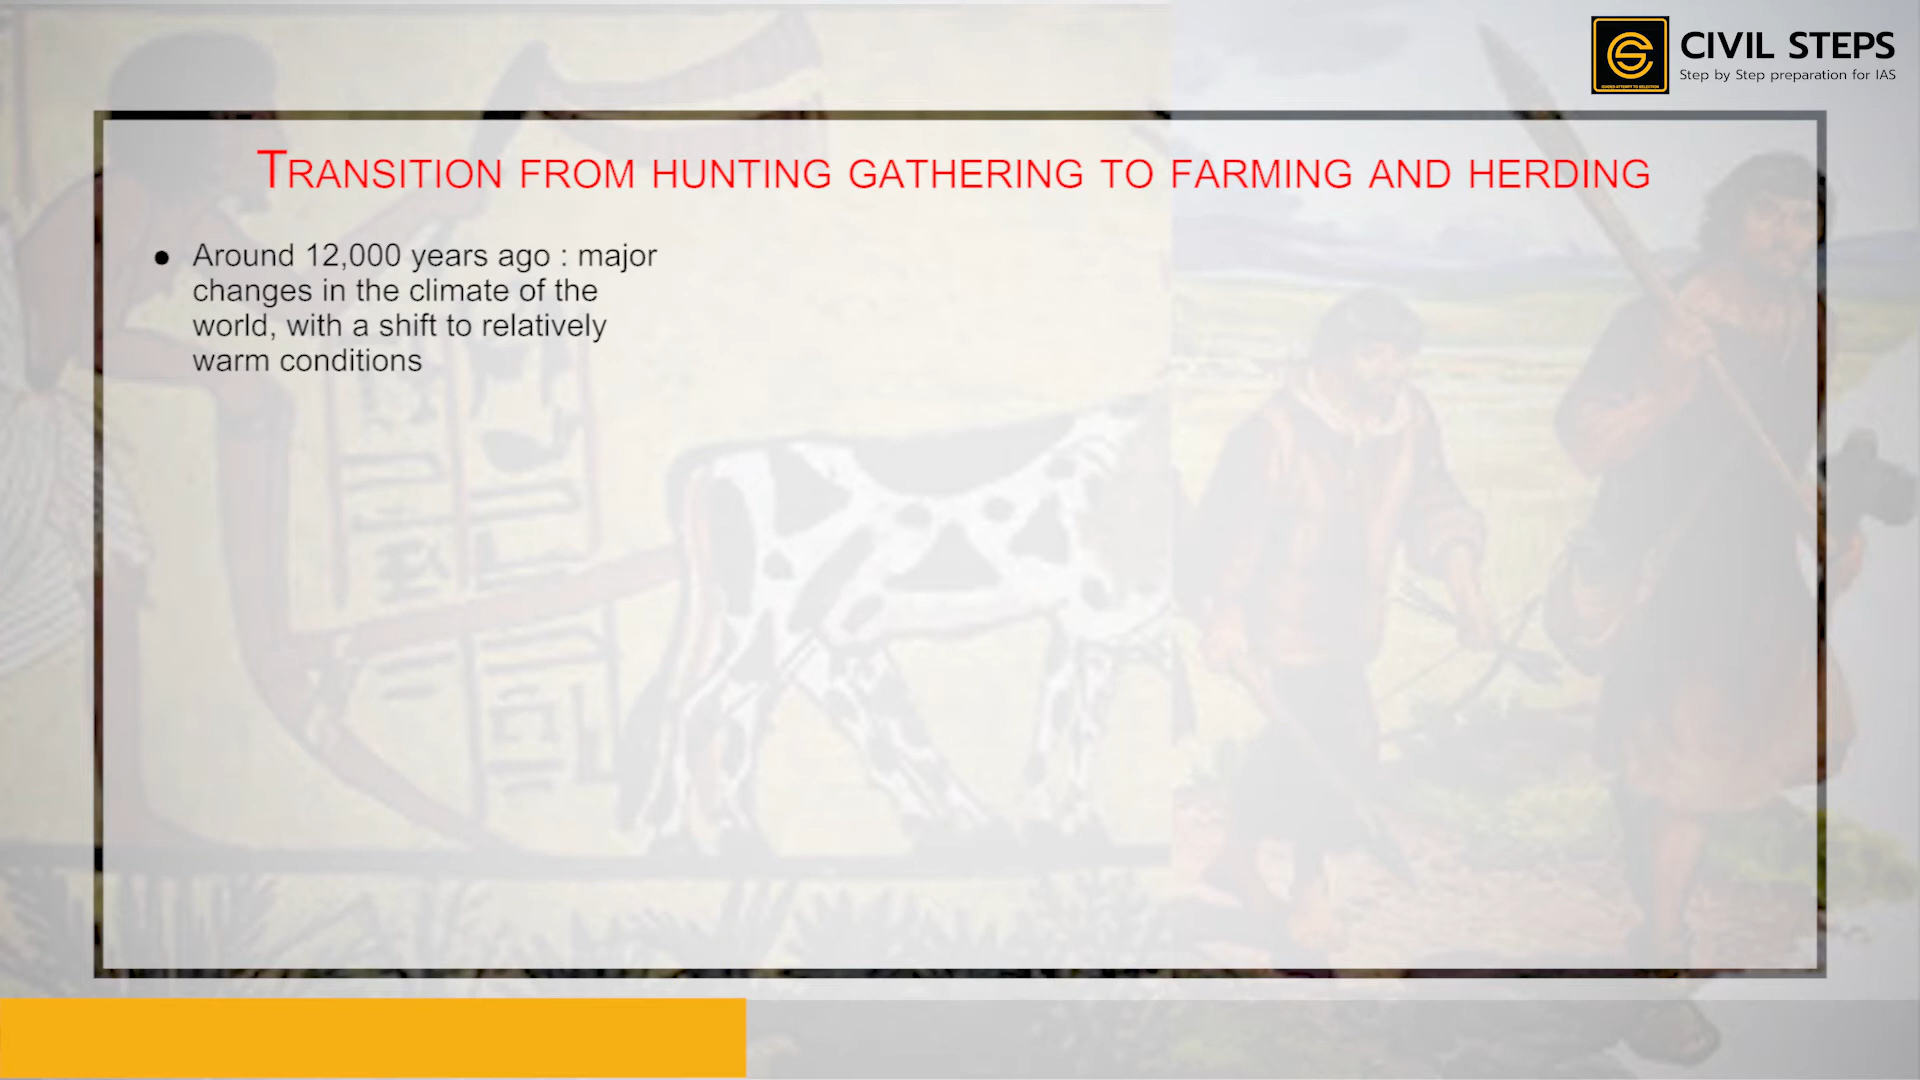 CIVIL STEPS
Step by Step preparation for IAS
TRANSITION FROM HUNTING GATHERING TO FARMING AND HERDING
● Around 12,000 years ago : major
changes in the climate of the
world, with a shift to relatively
warm conditions